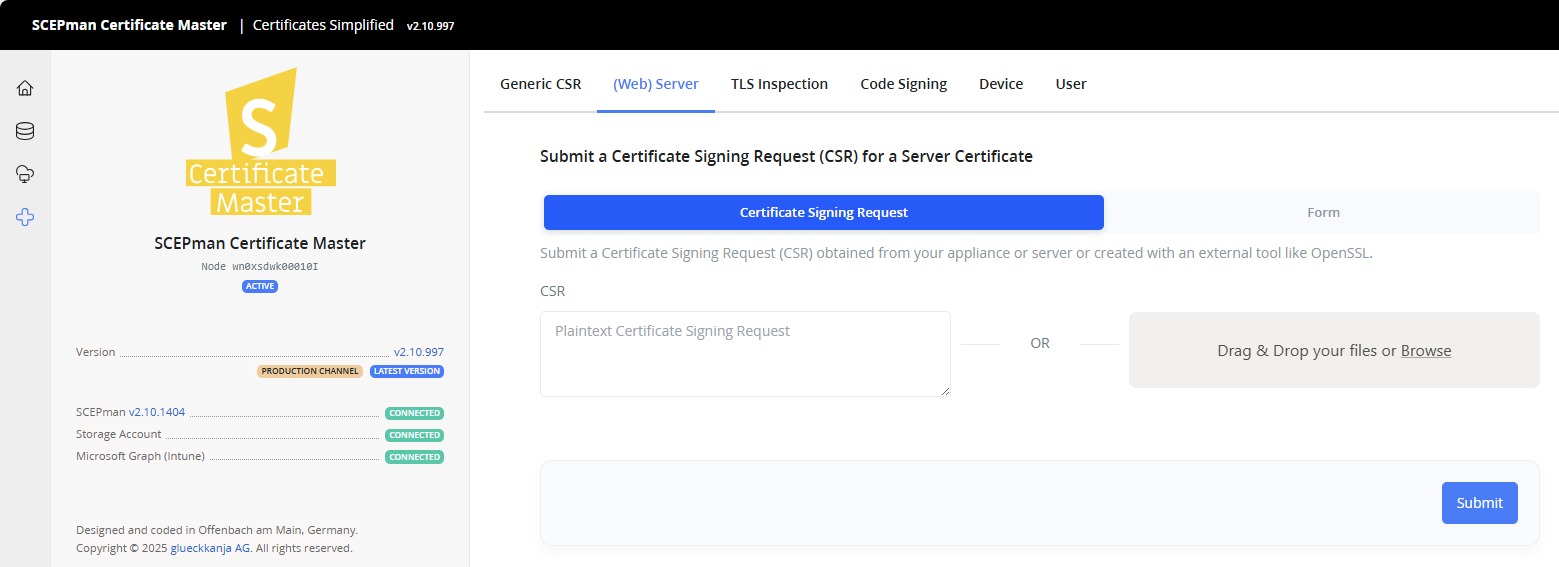 SCEPman Certificate Master | Certificates Simplified v2.10.997
S
Certificate
Master
SCEPman Certificate Master
Node wn0xsdwk00010I
ACTIVE
Version v2.10.997
PRODUCTION CHANNEL LATEST VERSION
SCEPman v2.10.1404 CONNECTED
Storage Account CONNECTED
Microsoft Graph (Intune) CONNECTED
Designed and coded in Offenbach am Main, Germany.
Copyright © 2025 glueckkanja AG. All rights reserved.
Generic CSR (Web) Server TLS Inspection Code Signing Device User
Submit a Certificate Signing Request (CSR) for a Server Certificate
Certificate Signing Request Form
Submit a Certificate Signing Request (CSR) obtained from your appliance or server or created with an external tool like OpenSSL.
CSR
Plaintext Certificate Signing Request
OR
Drag & Drop your files or Browse
Submit